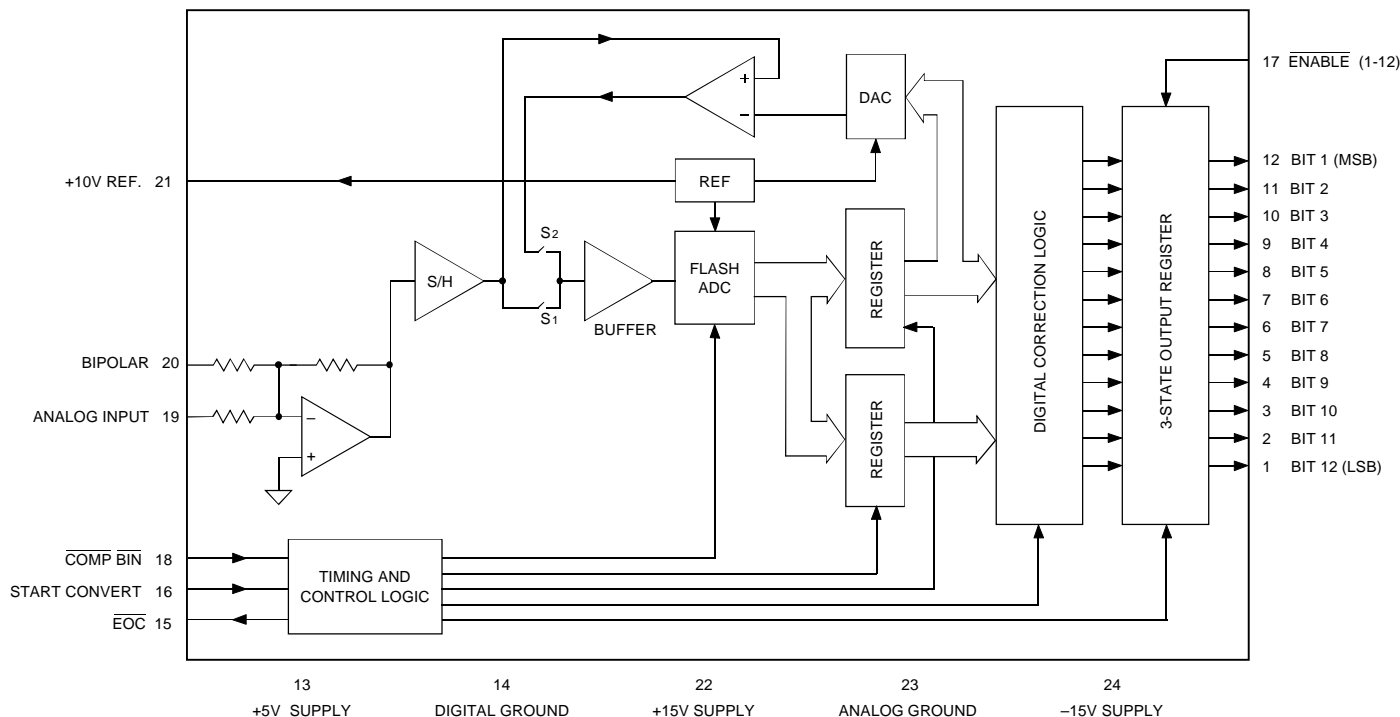 17 ENABLE (1-12)
+
–
DAC
+10V REF. 21
REF
12 BIT 1 (MSB)
11 BIT 2
10 BIT 3
9 BIT 4
8 BIT 5
7 BIT 6
6 BIT 7
5 BIT 8
4 BIT 9
3 BIT 10
2 BIT 11
1 BIT 12 (LSB)
S2
S/H
S1
BUFFER
FLASH
ADC
REGISTER
REGISTER
DIGITAL CORRECTION LOGIC
3-STATE OUTPUT REGISTER
BIPOLAR 20
ANALOG INPUT 19
–
+
COMP BIN 18
START CONVERT 16
EOC 15
TIMING AND
CONTROL LOGIC
13
+5V SUPPLY
14
DIGITAL GROUND
22
+15V SUPPLY
23
ANALOG GROUND
24
–15V SUPPLY